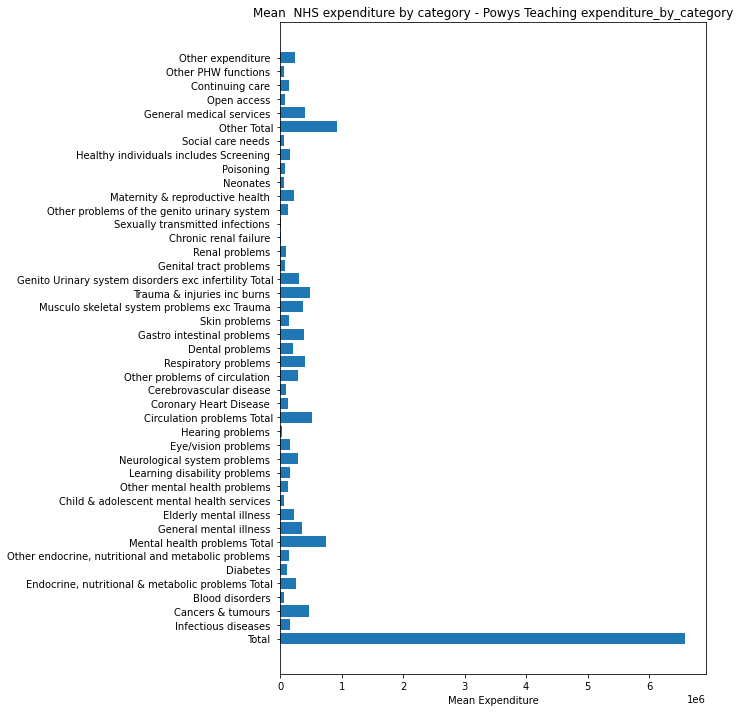 Mean  NHS expenditure by category - Powys Teaching expenditure_by_category
Other expenditure
Other PHW functions
Continuing care
Open access
General medical services
Other Total
Social care needs
Healthy individuals includes Screening
Poisoning
Neonates
Maternity & reproductive health
Other problems of the genito urinary system
Sexually transmitted infections
Chronic renal failure
Renal problems
Genital tract problems
Genito Urinary system disorders exc infertility Total
Trauma & injuries inc burns
Musculo skeletal system problems exc Trauma
Skin problems
Gastro intestinal problems
Dental problems
Respiratory problems
Other problems of circulation
Cerebrovascular disease
Coronary Heart Disease
Circulation problems Total
Hearing problems
Eye/vision problems
Neurological system problems
Learning disability problems
Other mental health problems
Child & adolescent mental health services
Elderly mental illness
General mental illness
Mental health problems Total
Other endocrine, nutritional and metabolic problems
Diabetes
Endocrine, nutritional & metabolic problems Total
Blood disorders
Cancers & tumours
Infectious diseases
Total
0 1 2 3 4 5 6
Mean Expenditure
1e6